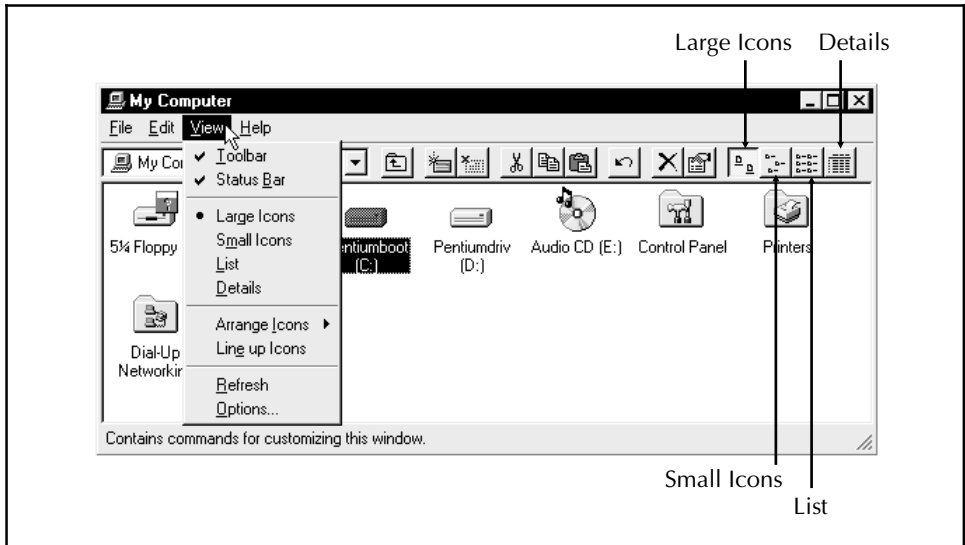 Large Icons Details
My Computer
File Edit View Help
My Co
Toolbar
Status Bar
Large Icons
Small Icons
List
Details
Arrange Icons
Line up Icons
Refresh
Options...
5¼ Floppy
ntiumboot
(C:)
Pentiumdriv
(D:)
Audio CD (E:)
Control Panel
Printers
Dial-Up
Networkin
Contains commands for customizing this window.
Small Icons
List